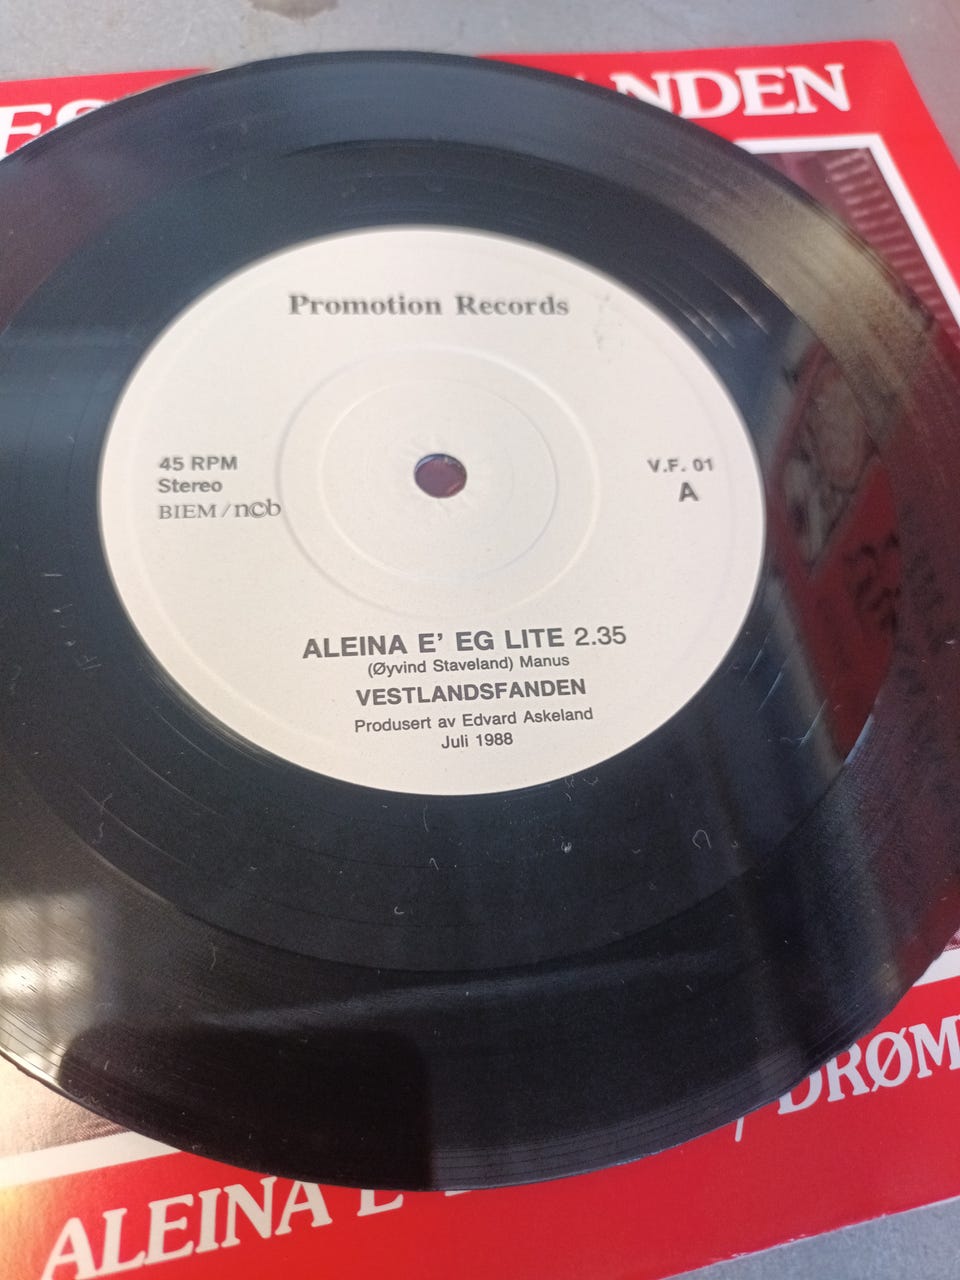 NDEN
Promotion Records
45 RPM
Stereo
BIEM/ncb
V.F. 01
A
ALEINA E' EG LITE 2.35
(Øyvind Staveland) Manus
VESTLANDSFANDEN
Produsert av Edvard Askeland
Juli 1988
/ DRØM
ALEINA E'